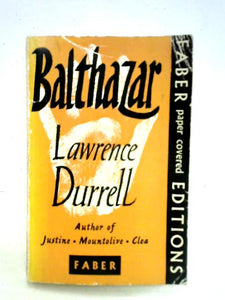 Balthazar
Lawrence
Durrell
Author of
Justine • Mountolive • Clea
FABER
FABER paper covered EDITIONS